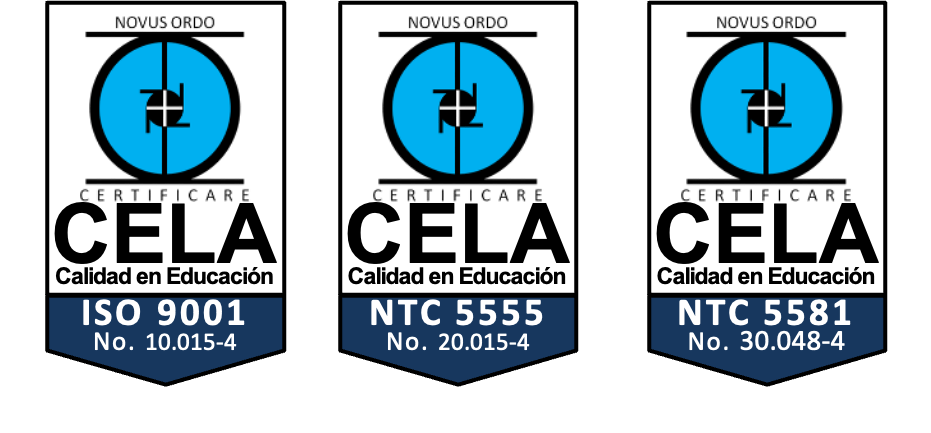 NOVUS ORDO
CERTIFICARE
CELA
Calidad en Educación
ISO 9001
No. 10.015-4
NOVUS ORDO
CERTIFICARE
CELA
Calidad en Educación
NTC 5555
No. 20.015-4
NOVUS ORDO
CERTIFICARE
CELA
Calidad en Educación
NTC 5581
No. 30.048-4